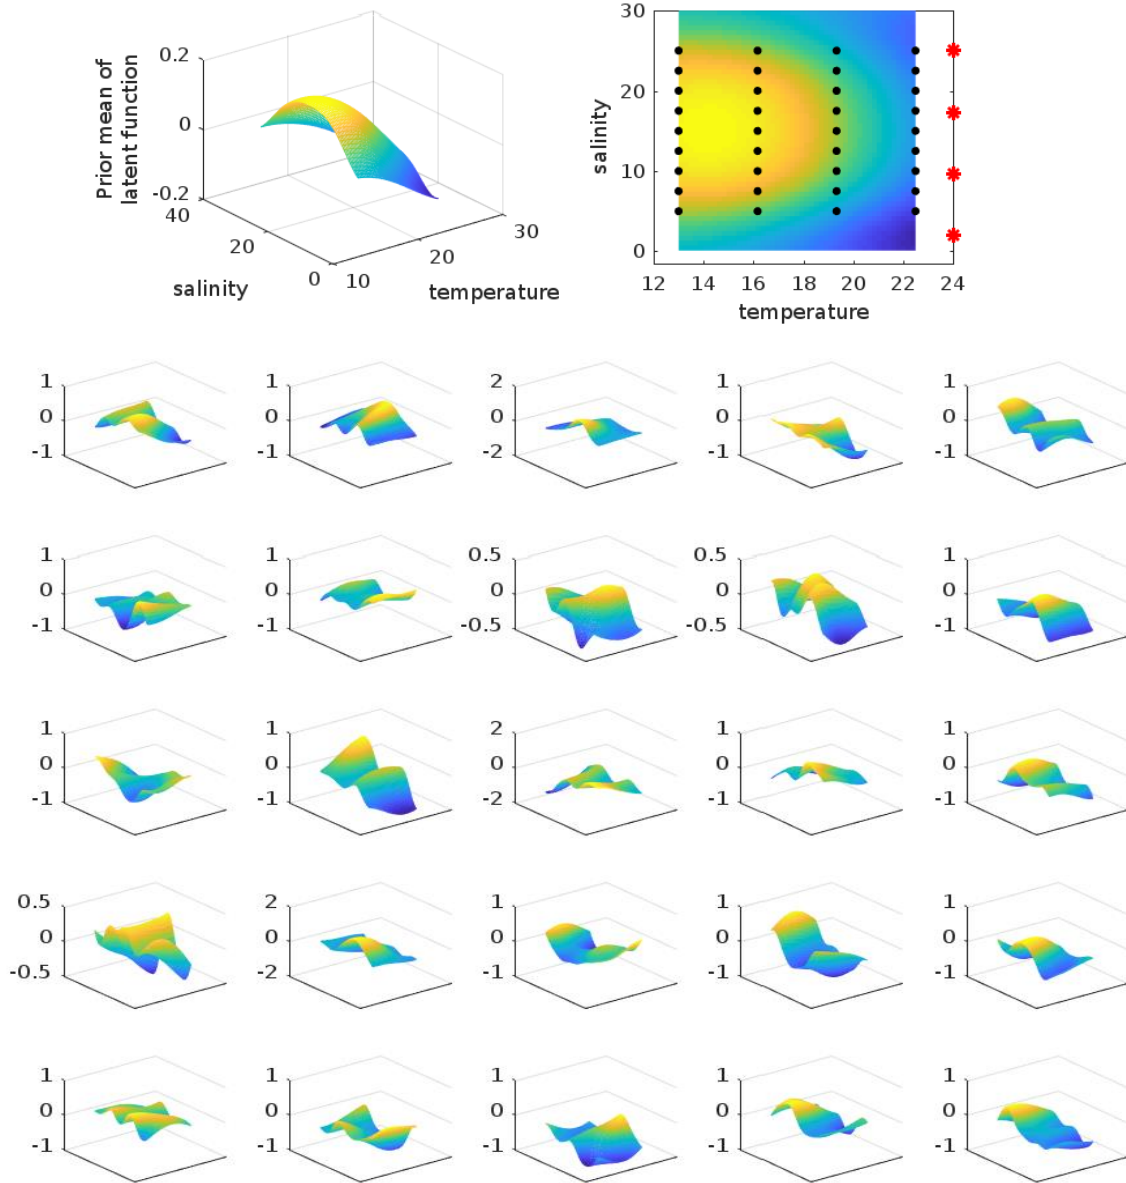 Prior mean of
latent function
0.2
0
-0.2
40
20
0
salinity
10
20
30
temperature
30
20
10
0
salinity
12 14 16 18 20 22 24
temperature
1 1 2 1 1
0 0 0 0 0
-1 -1 -2 -1 -1
1 1 0.5 0.5 1
0 0 0 0 0
-1 -1 -0.5 -0.5 -1
1 1 2 1 1
0 0 0 0 0
-1 -1 -2 -1 -1
0.5 2 1 1 1
0 0 0 0 0
-0.5 -2 -1 -1 -1
1 1 1 1 1
0 0 0 0 0
-1 -1 -1 -1 -1